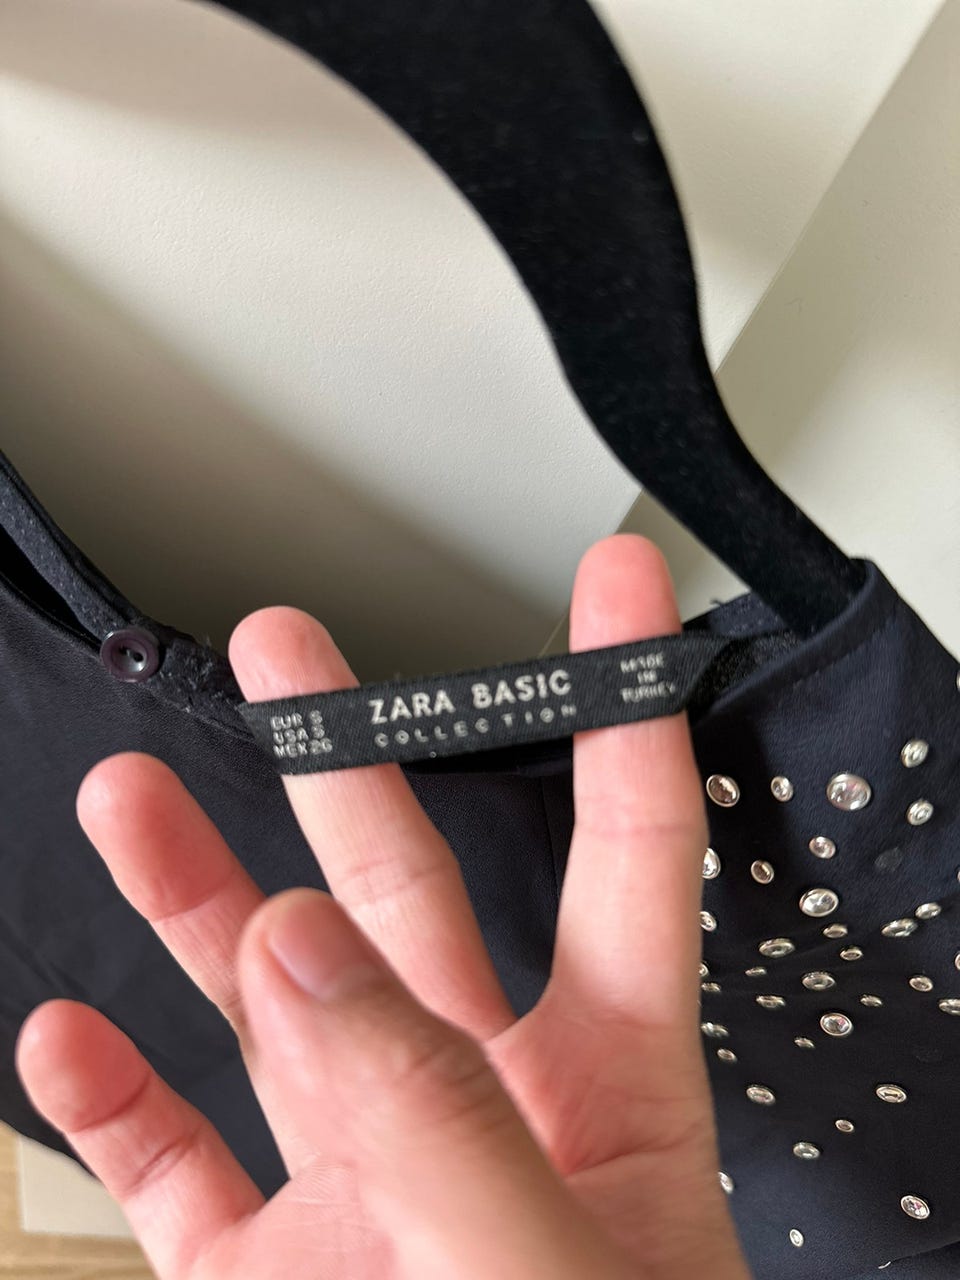 EUR S
USA S
MEX 26
ZARA BASIC
COLLECTION
MADE
IN
TURKEY